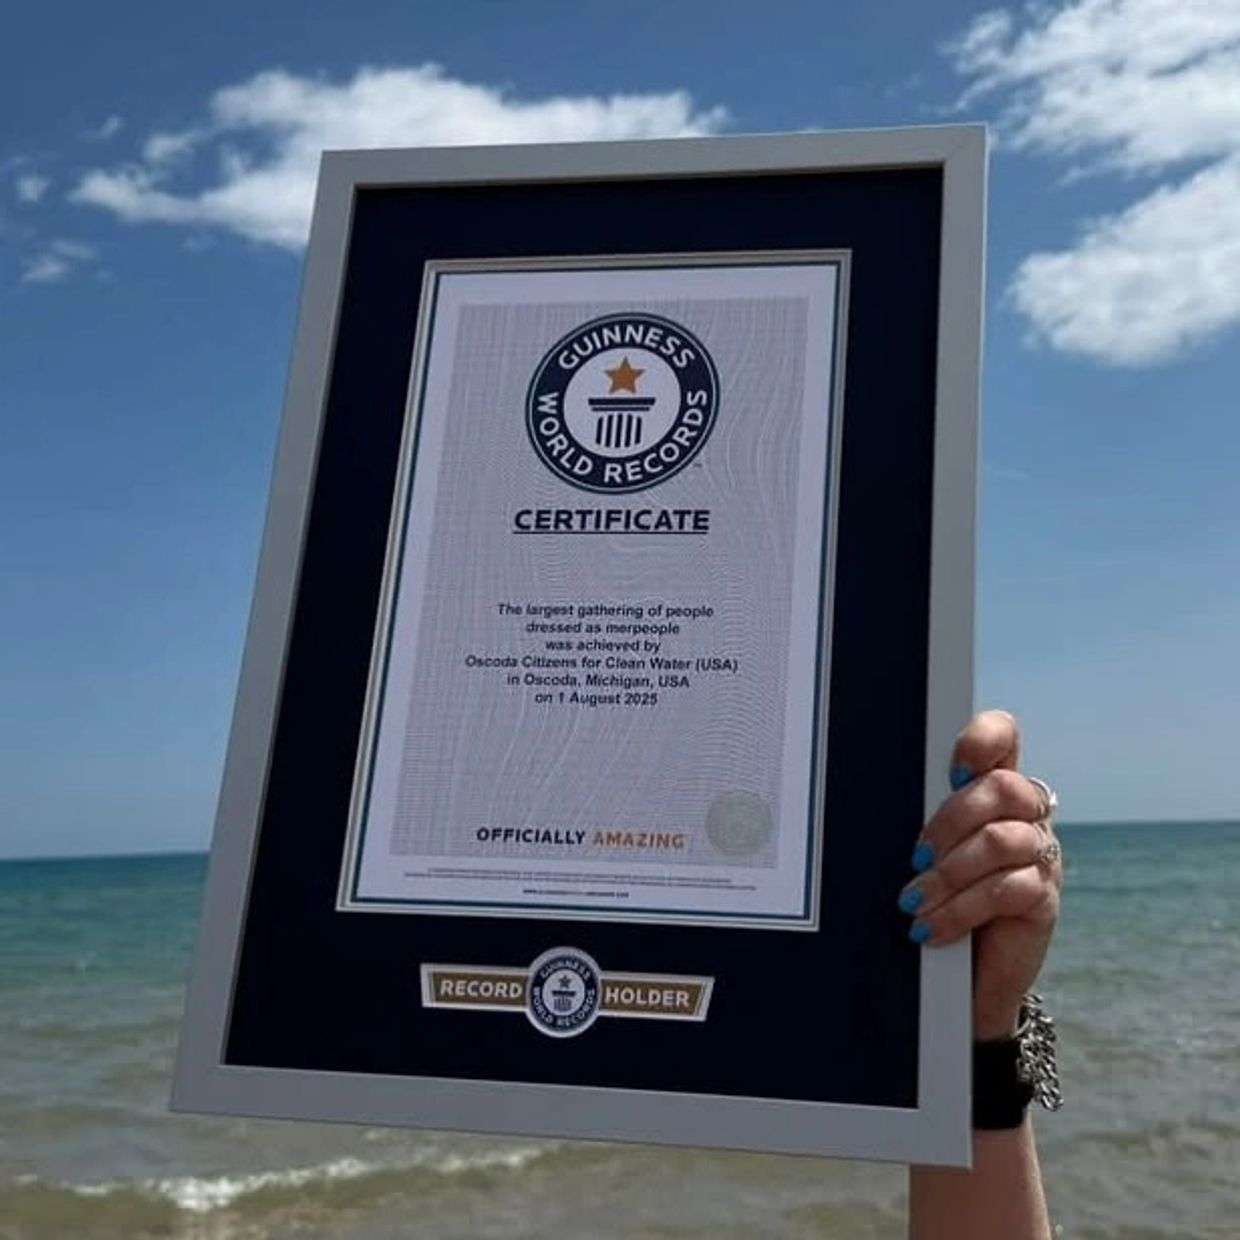 GUINNESS
WORLD RECORDS
CERTIFICATE
The largest gathering of people
dressed as merpeople
was achieved by
Oscoda Citizens for Clean Water (USA)
in Oscoda, Michigan, USA
on 1 August 2025
OFFICIALLY AMAZING
RECORD HOLDER
GUINNESS
WORLD RECORDS